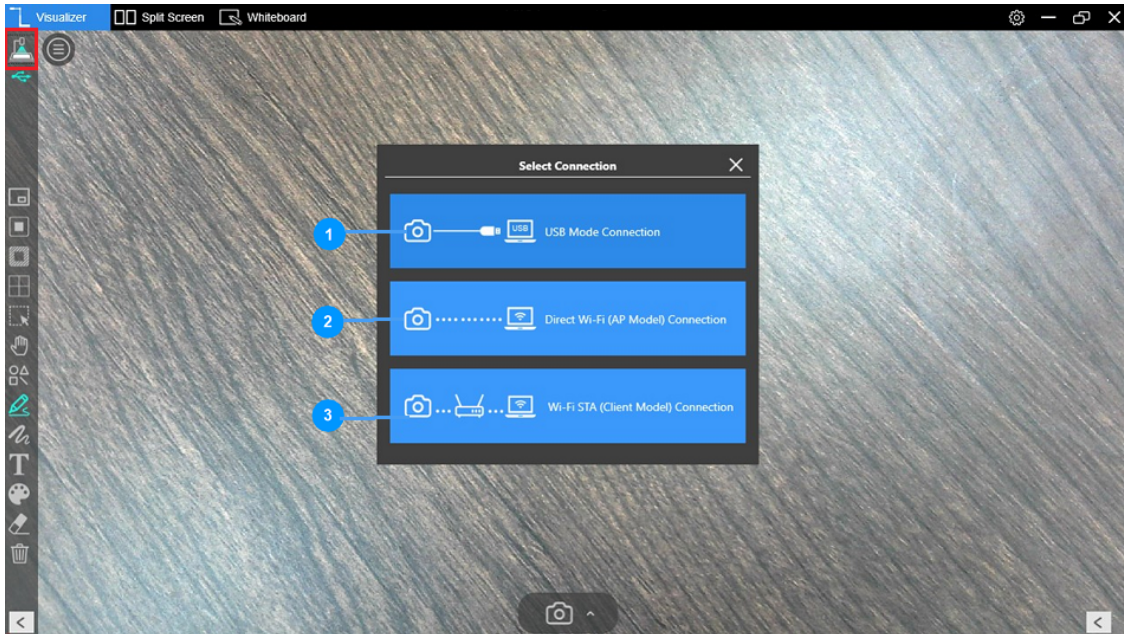 Visualizer Split Screen Whiteboard
Select Connection
1 USB USB Mode Connection
2 Direct Wi-Fi (AP Model) Connection
3 Wi-Fi STA (Client Model) Connection
T